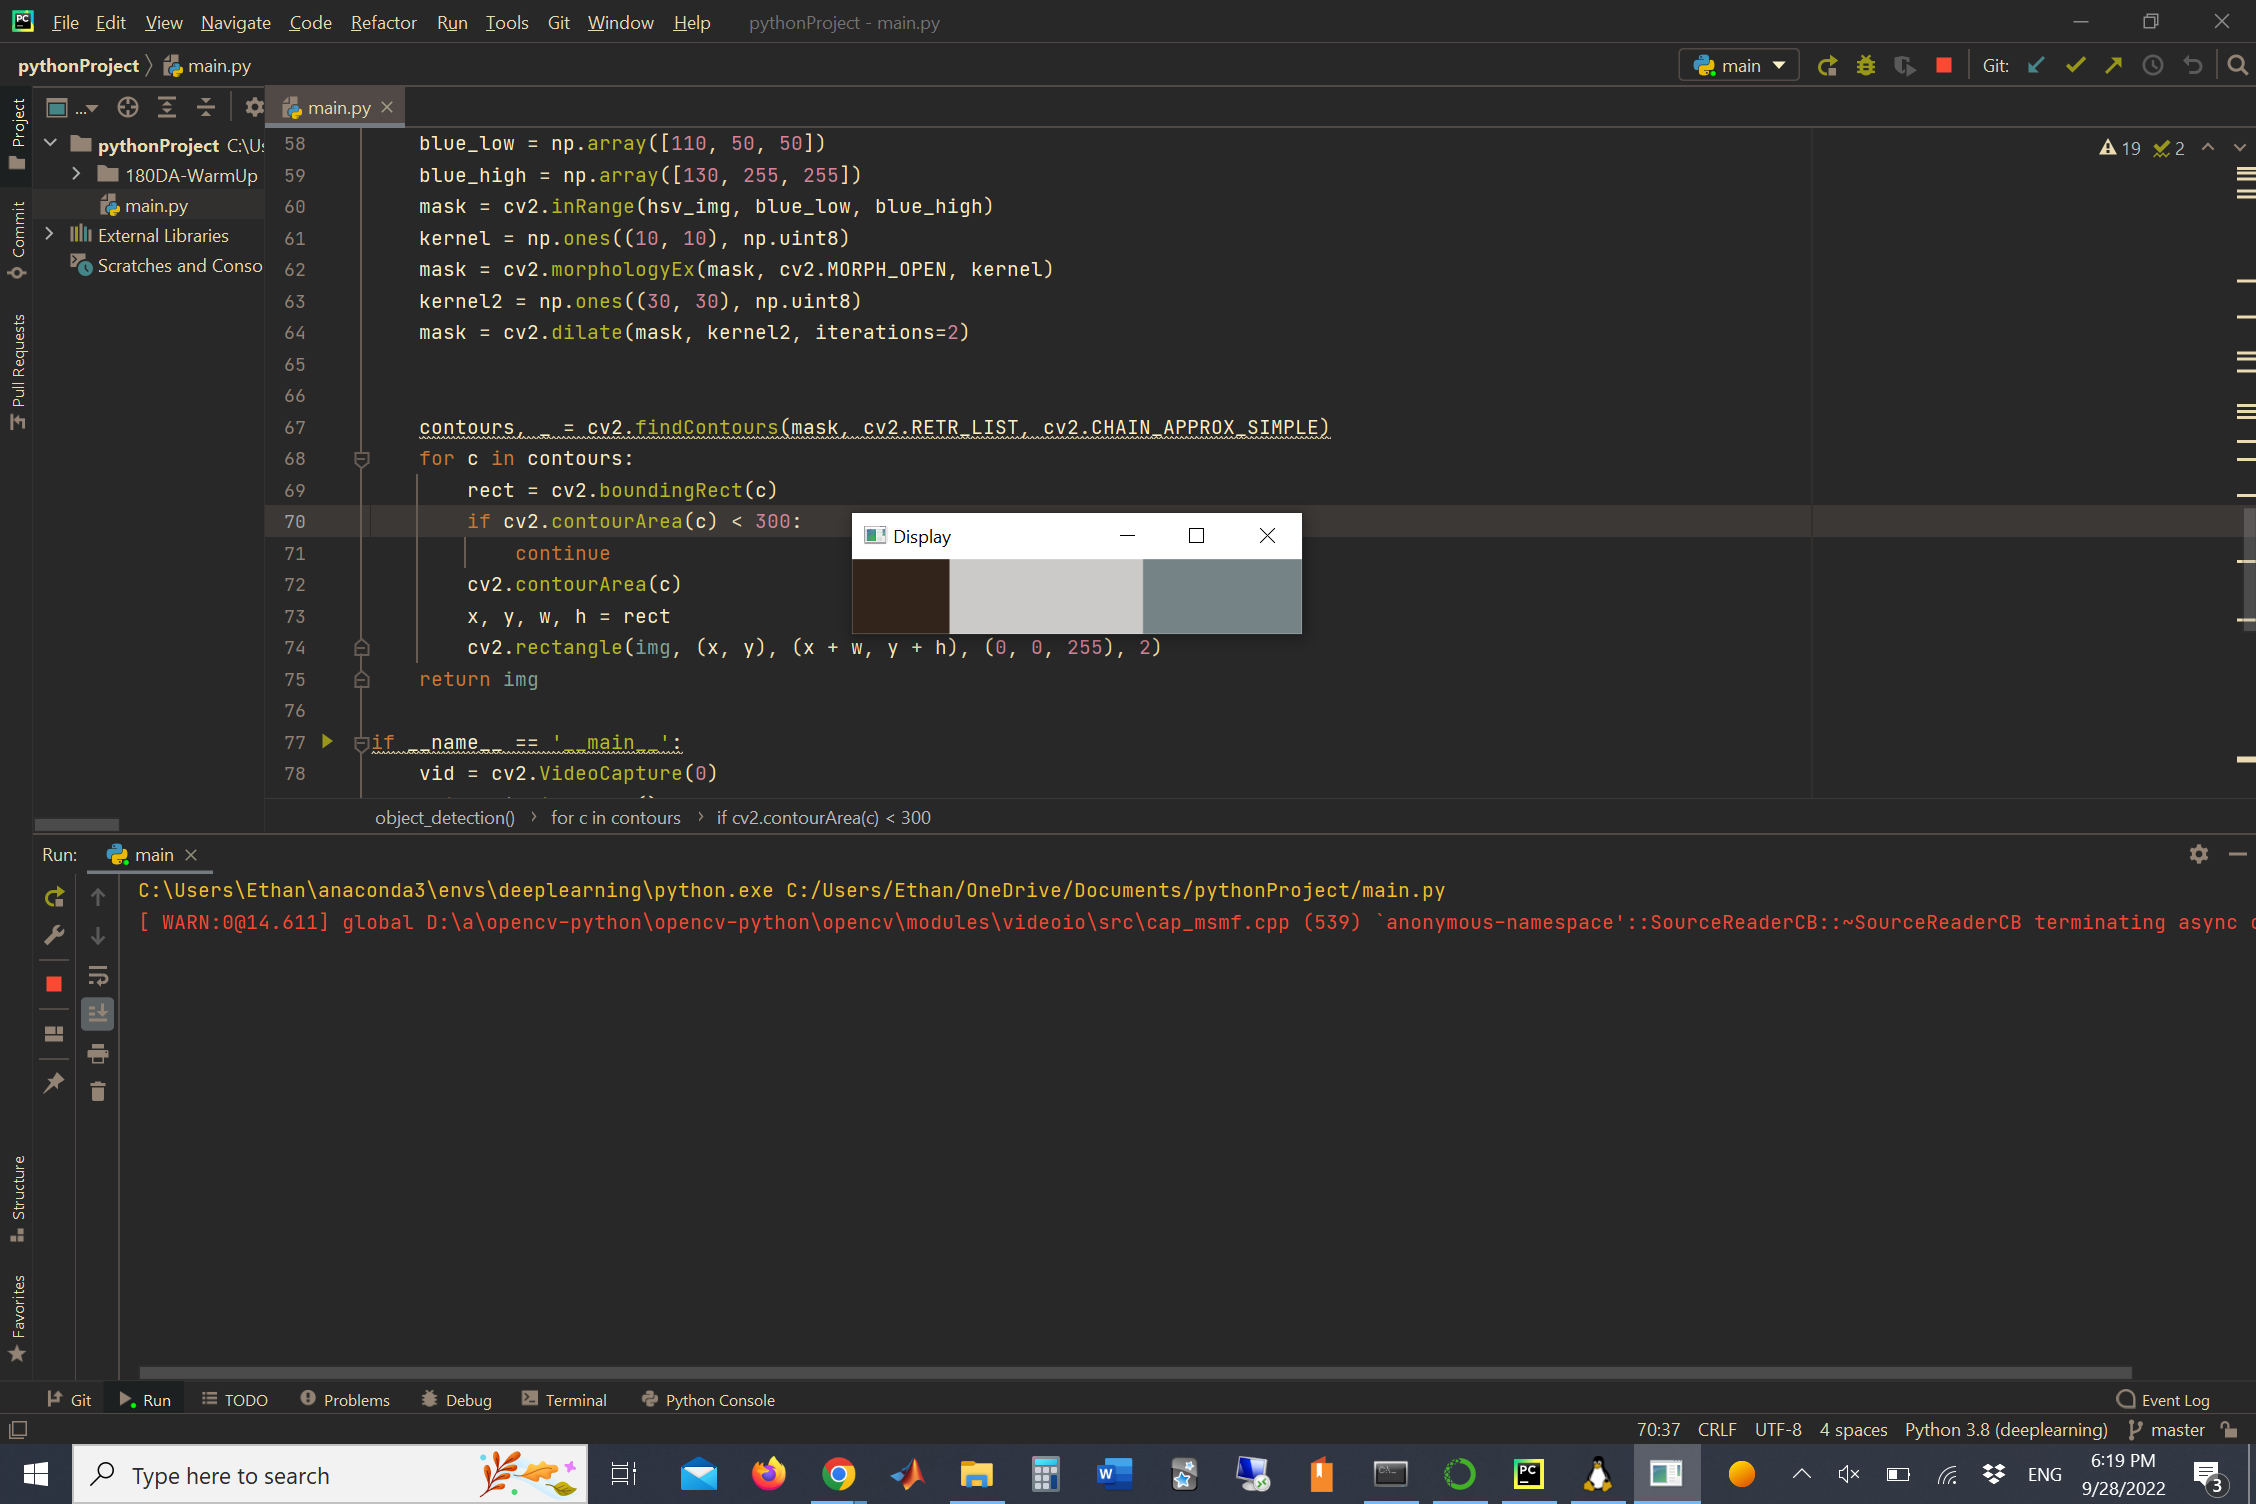 File Edit View Navigate Code Refactor Run Tools Git Window Help pythonProject - main.py
pythonProject main.py main Git:
Project
Commit
Pull Requests
Structure
Favorites
...
pythonProject C:\Us
180DA-WarmUp
main.py
External Libraries
Scratches and Conso
main.py
19 2
58 blue_low = np.array([110, 50, 50])
59 blue_high = np.array([130, 255, 255])
60 mask = cv2.inRange(hsv_img, blue_low, blue_high)
61 kernel = np.ones((10, 10), np.uint8)
62 mask = cv2.morphologyEx(mask, cv2.MORPH_OPEN, kernel)
63 kernel2 = np.ones((30, 30), np.uint8)
64 mask = cv2.dilate(mask, kernel2, iterations=2)
65
66
67 contours, _ = cv2.findContours(mask, cv2.RETR_LIST, cv2.CHAIN_APPROX_SIMPLE)
68 for c in contours:
69 rect = cv2.boundingRect(c)
70 if cv2.contourArea(c) < 300:
71 continue
72 cv2.contourArea(c)
73 x, y, w, h = rect
74 cv2.rectangle(img, (x, y), (x + w, y + h), (0, 0, 255), 2)
75 return img
76
77 if __name__ == '__main__':
78 vid = cv2.VideoCapture(0)
Display
object_detection() for c in contours if cv2.contourArea(c) < 300
Run: main
C:\Users\Ethan\anaconda3\envs\deeplearning\python.exe C:/Users/Ethan/OneDrive/Documents/pythonProject/main.py
[ WARN:0@14.611] global D:\a\opencv-python\opencv-python\opencv\modules\videoio\src\cap_msmf.cpp (539) `anonymous-namespace'::SourceReaderCB::~SourceReaderCB terminating async c
Git Run TODO Problems Debug Terminal Python Console Event Log
70:37 CRLF UTF-8 4 spaces Python 3.8 (deeplearning) master
Type here to search
ENG
6:19 PM
9/28/2022
3